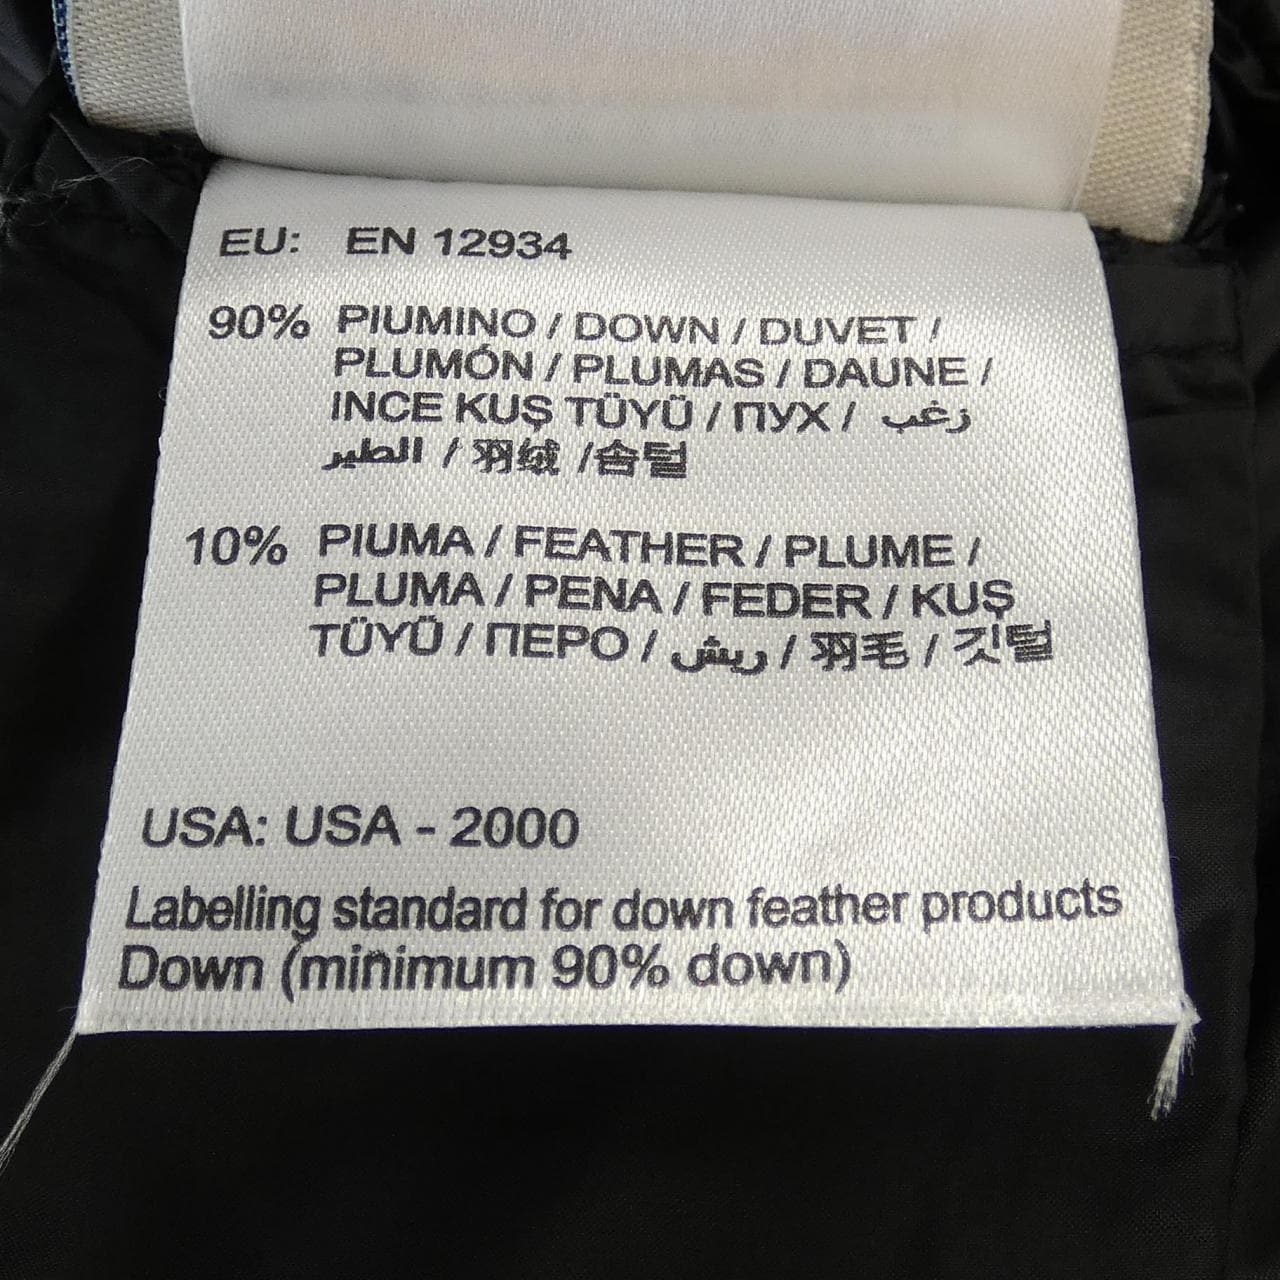 EU: EN 12934
90% PIUMINO / DOWN / DUVET /
PLUMÓN / PLUMAS / DAUNE /
INCE KUŞ TÜYÜ / ПУХ / زغب
الطير / 羽绒 /솜털
10% PIUMA / FEATHER / PLUME /
PLUMA / PENA / FEDER / KUŞ
TÜYÜ / ПЕРО / ريش / 羽毛 / 깃털
USA: USA - 2000
Labelling standard for down feather products
Down (minimum 90% down)